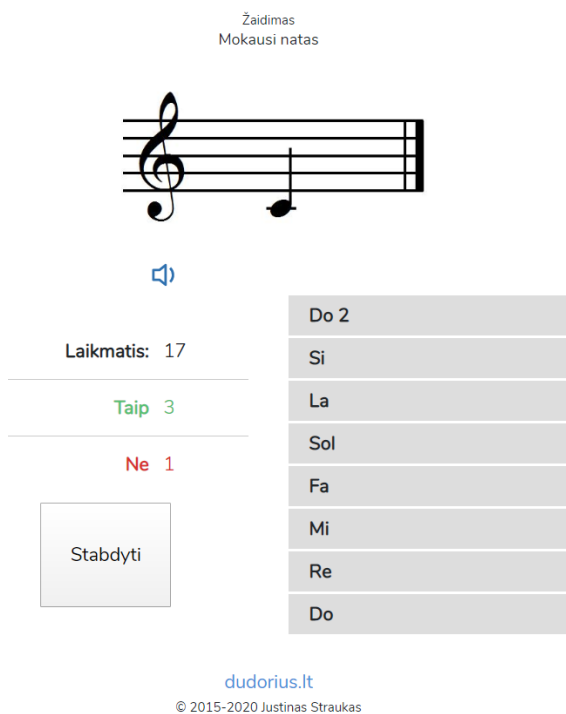 Žaidimas
Mokausi natas
Laikmatis: 17
Taip 3
Ne 1
Stabdyti
Do 2
Si
La
Sol
Fa
Mi
Re
Do
dudorius.lt
© 2015-2020 Justinas Straukas